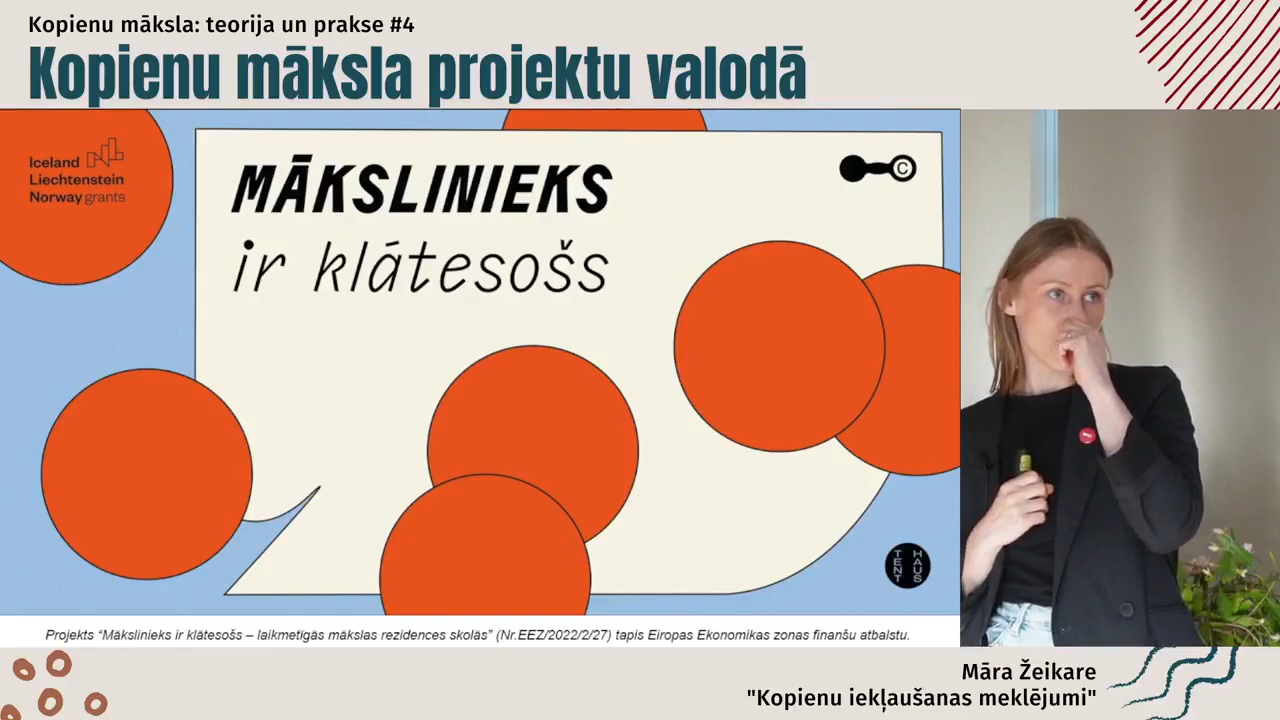 Kopienu māksla: teorija un prakse #4
Kopienu māksla projektu valodā
Iceland
Liechtenstein
Norway grants
MĀKSLINIEKS
ir klātesošs
©
TENT HAUS
Projekts “Mākslinieks ir klātesošs – laikmetīgās mākslas rezidences skolās” (Nr.EEZ/2022/2/27) tapis Eiropas Ekonomikas zonas finanšu atbalstu.
Māra Žeikare
"Kopienu iekļaušanas meklējumi"